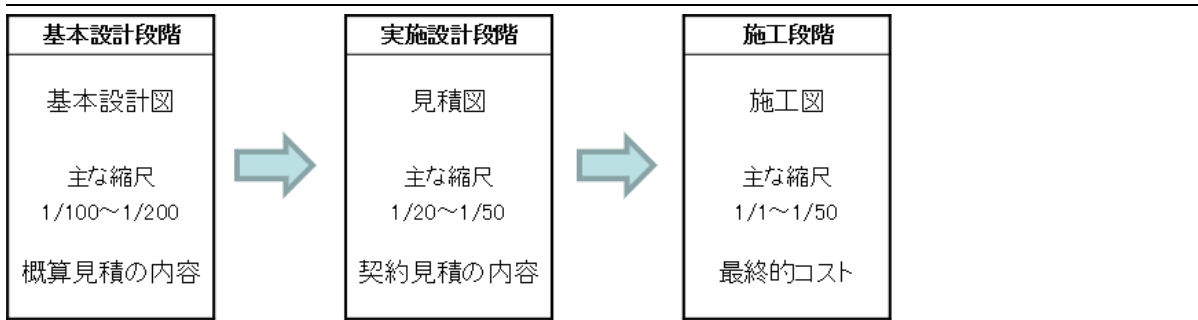 基本設計段階
基本設計図
主な縮尺
1/100～1/200
概算見積の内容
実施設計段階
見積図
主な縮尺
1/20～1/50
契約見積の内容
施工段階
施工図
主な縮尺
1/1～1/50
最終的コスト